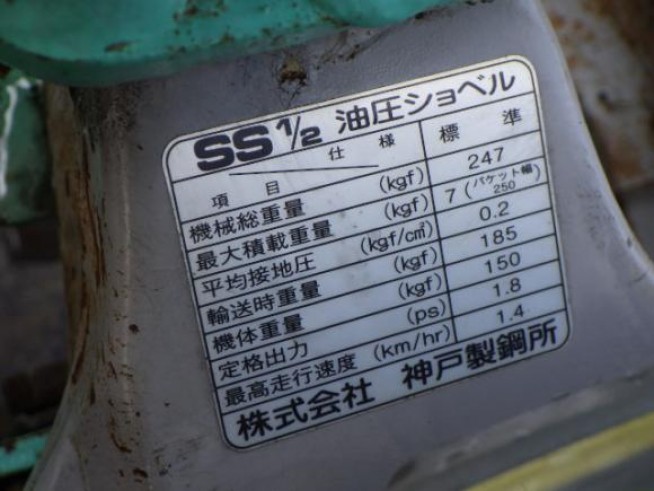 SS 1/2 油圧ショベル
項目 仕様 標準
機械総重量 (kgf) 247
最大積載重量 (kgf) 7 (バケット幅 250)
平均接地圧 (kgf/cm²) 0.2
輸送時重量 (kgf) 185
機体重量 (kgf) 150
定格出力 (ps) 1.8
最高走行速度 (km/hr) 1.4
株式会社 神戸製鋼所